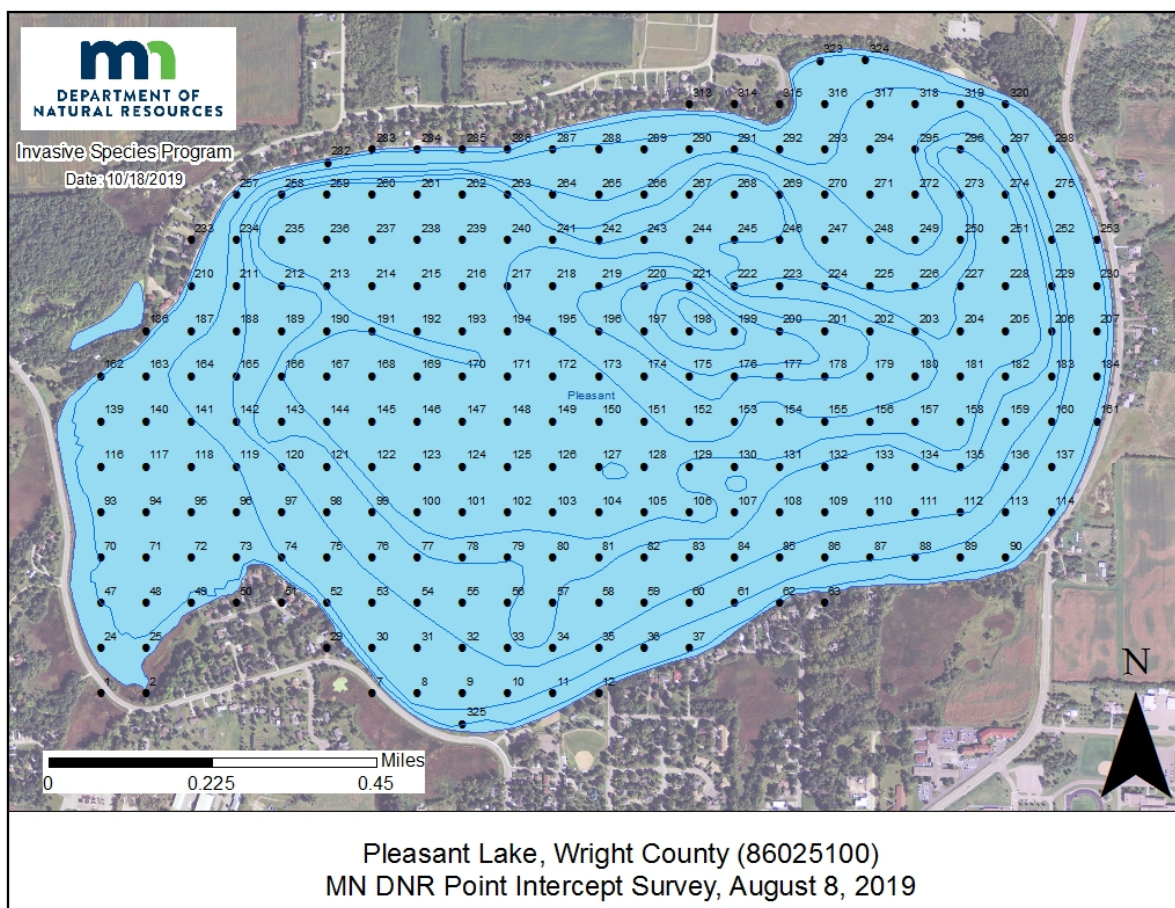 323 324
mn
DEPARTMENT OF
NATURAL RESOURCES
Invasive Species Program
Date: 10/18/2019
313 314 315 316 317 318 319 320
282 283 284 285 286 287 288 289 290 291 292 293 294 295 296 297 298
257 258 259 260 261 262 263 264 265 266 267 268 269 270 271 272 273 274 275
233 234 235 236 237 238 239 240 241 242 243 244 245 246 247 248 249 250 251 252 253
210 211 212 213 214 215 216 217 218 219 220 221 222 223 224 225 226 227 228 229 230
186 187 188 189 190 191 192 193 194 195 196 197 198 199 200 201 202 203 204 205 206 207
162 163 164 165 166 167 168 169 170 171 172 173 174 175 176 177 178 179 180 181 182 183 184
Pleasant
139 140 141 142 143 144 145 146 147 148 149 150 151 152 153 154 155 156 157 158 159 160 161
116 117 118 119 120 121 122 123 124 125 126 127 128 129 130 131 132 133 134 135 136 137
93 94 95 96 97 98 99 100 101 102 103 104 105 106 107 108 109 110 111 112 113 114
70 71 72 73 74 75 76 77 78 79 80 81 82 83 84 85 86 87 88 89 90
47 48 49 50 51 52 53 54 55 56 57 58 59 60 61 62 63
24 25 29 30 31 32 33 34 35 36 37
N
1 2 7 8 9 10 11 12
325
Miles
0 0.225 0.45
Pleasant Lake, Wright County (86025100)
MN DNR Point Intercept Survey, August 8, 2019